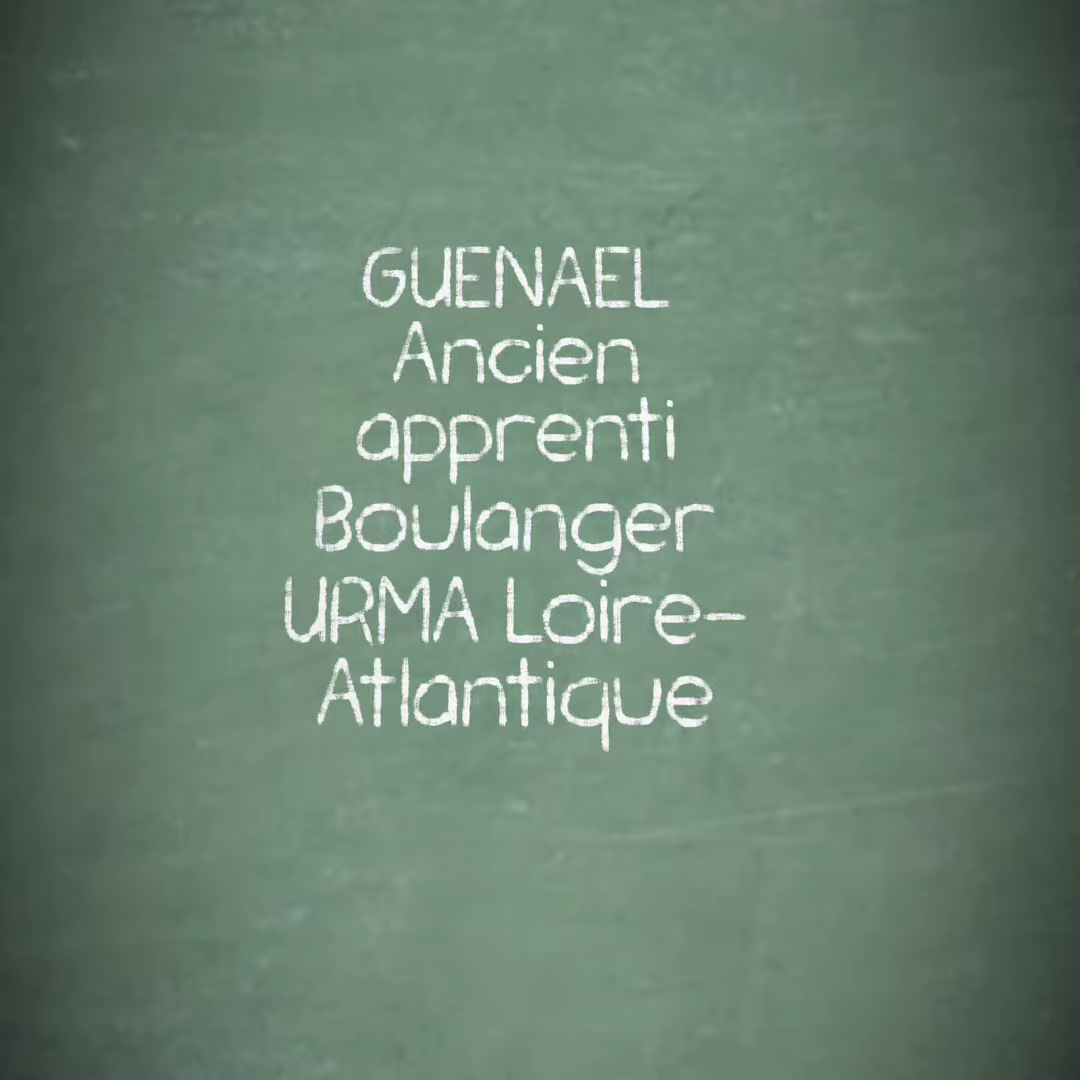 GUENAEL
Ancien
apprenti
Boulanger
URMA Loire-
Atlantique